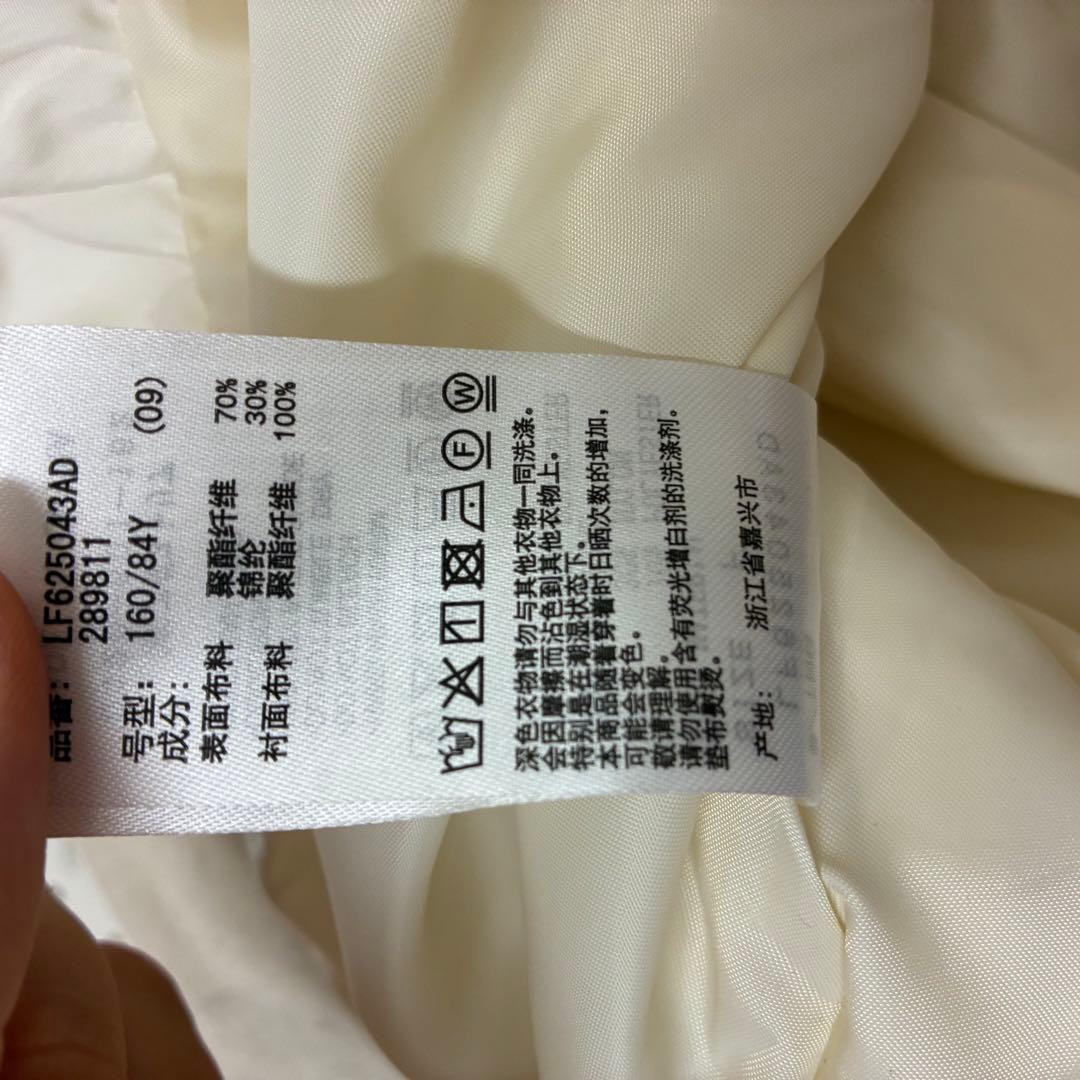 品番: LF625043AD
289811
号型: 160/84Y (09)
成分:
表面布料 聚酯纤维 70%
锦纶 30%
衬面布料 聚酯纤维 100%
F W
深色衣物请勿与其他衣物一同洗涤。
会因摩擦而沾色到其他衣物上。
特别是在潮湿状态下。
本商品随着穿着时日晒次数的增加,
可能会变色。
敬请理解。
请勿使用含有荧光增白剂的洗涤剂。
垫布熨烫。
产地: 浙江省嘉兴市